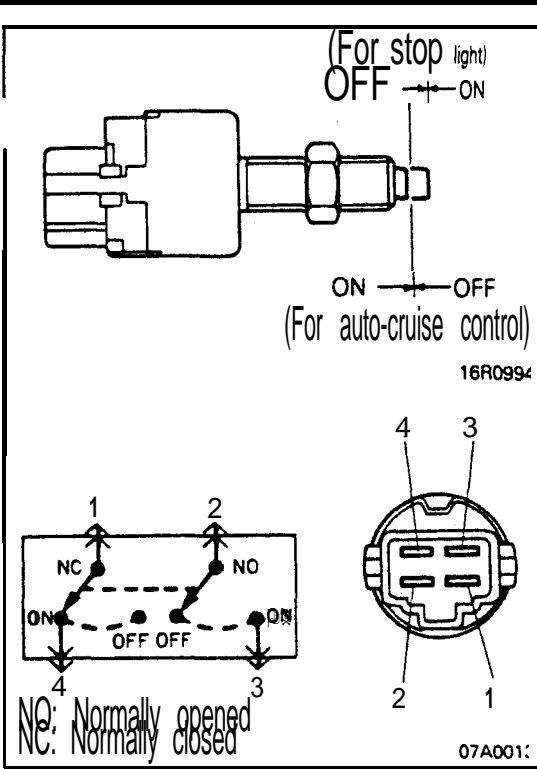 (For stop light)
OFF ON
ON OFF
(For auto-cruise control)
16R0994
4 3
1 2
NC NO
ON OFF OFF ON
4 3
2 1
NO: Normally opened
NC: Normally closed
07A001